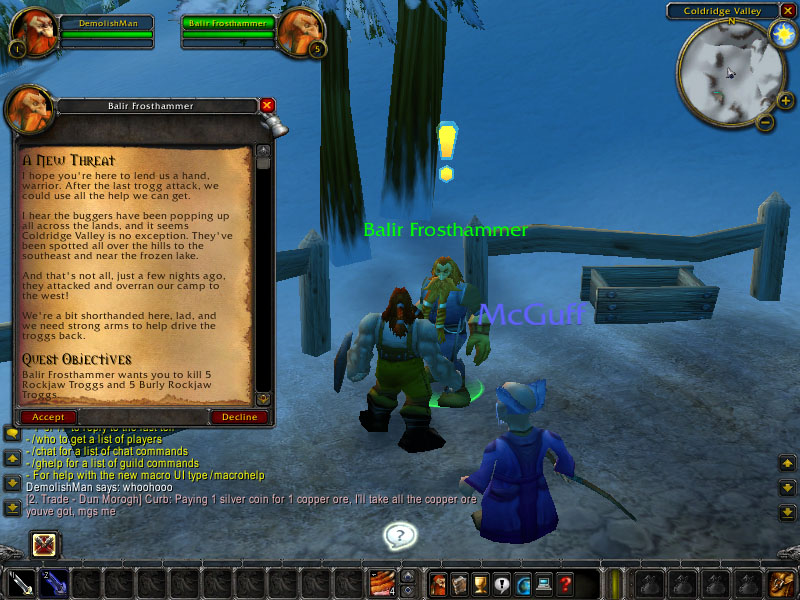 DemolishMan
1
Balir Frosthammer
5
Coldridge Valley
N
Balir Frosthammer
A New Threat
I hope you're here to lend us a hand,
warrior. After the last trogg attack, we
could use all the help we can get.
I hear the buggers have been popping up
all across the lands, and it seems
Coldridge Valley is no exception. They've
been spotted all over the hills to the
southeast and near the frozen lake.
And that's not all, just a few nights ago,
they attacked and overran our camp to
the west!
We're a bit shorthanded here, lad, and
we need strong arms to help drive the
troggs back.
Quest Objectives
Balir Frosthammer wants you to kill 5
Rockjaw Troggs and 5 Burly Rockjaw
Troggs.
Accept
Decline
Balir Frosthammer
McGuff
to reply to the last tell
- /who to get a list of players
- /chat for a list of chat commands
- /ghelp for a list of guild commands
- For help with the new macro UI type /macrohelp
DemolishMan says: whoohooo
[2. Trade - Dun Morogh] Curb: Paying 1 silver coin for 1 copper ore, I'll take all the copper ore
youve got, mgs me
?
2
4
!
?